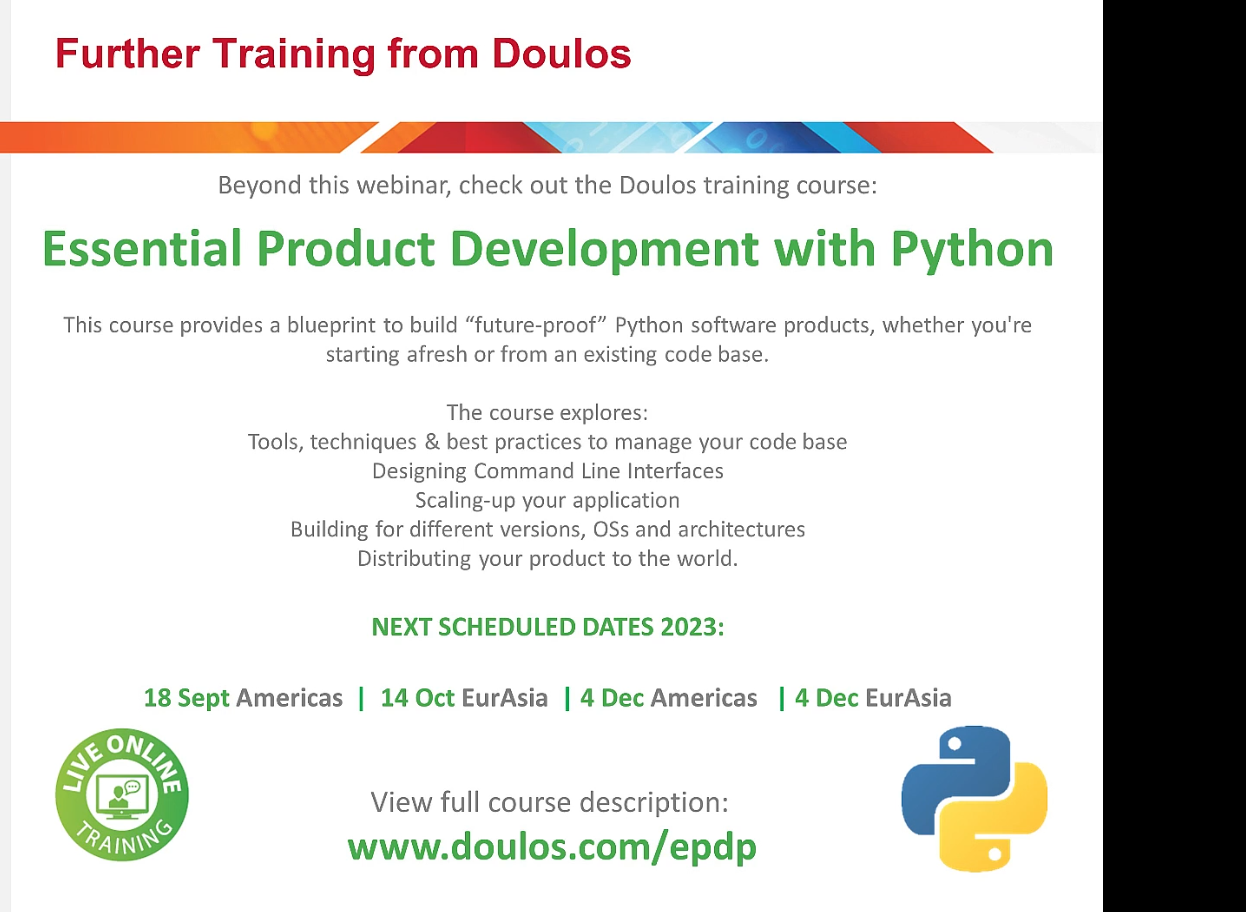 Further Training from Doulos
Beyond this webinar, check out the Doulos training course:
Essential Product Development with Python
This course provides a blueprint to build “future-proof” Python software products, whether you're
starting afresh or from an existing code base.
The course explores:
Tools, techniques & best practices to manage your code base
Designing Command Line Interfaces
Scaling-up your application
Building for different versions, OSs and architectures
Distributing your product to the world.
NEXT SCHEDULED DATES 2023:
18 Sept Americas | 14 Oct EurAsia | 4 Dec Americas | 4 Dec EurAsia
LIVE ONLINE
TRAINING
View full course description:
www.doulos.com/epdp